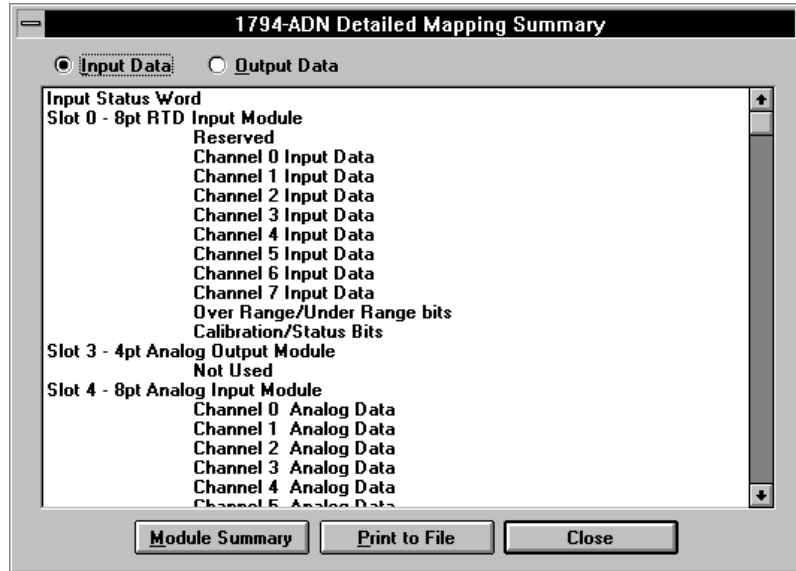 1794-ADN Detailed Mapping Summary
Input Data Output Data
Input Status Word
Slot 0 - 8pt RTD Input Module
Reserved
Channel 0 Input Data
Channel 1 Input Data
Channel 2 Input Data
Channel 3 Input Data
Channel 4 Input Data
Channel 5 Input Data
Channel 6 Input Data
Channel 7 Input Data
Over Range/Under Range bits
Calibration/Status Bits
Slot 3 - 4pt Analog Output Module
Not Used
Slot 4 - 8pt Analog Input Module
Channel 0 Analog Data
Channel 1 Analog Data
Channel 2 Analog Data
Channel 3 Analog Data
Channel 4 Analog Data
Channel 5 Analog Data
Module Summary Print to File Close